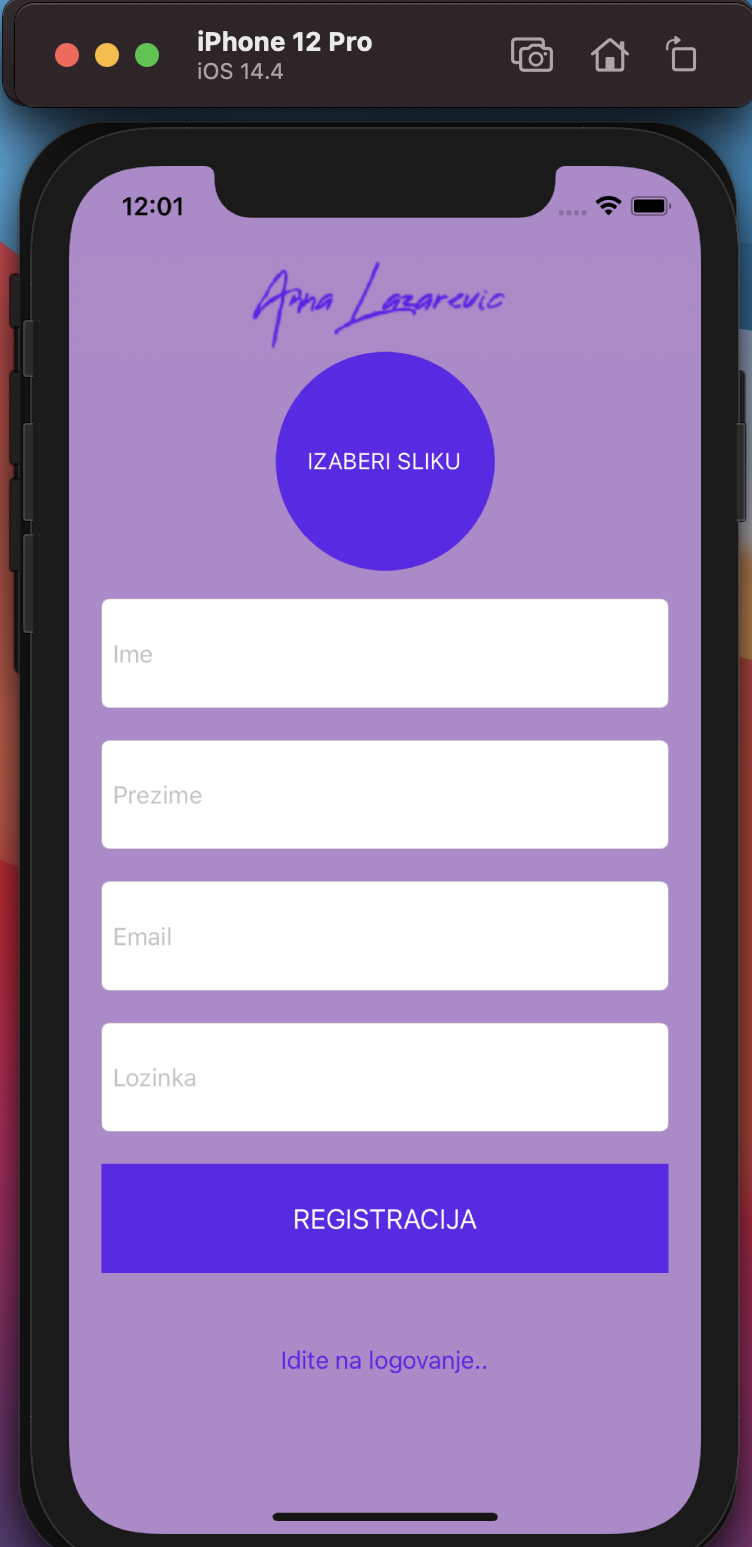 iPhone 12 Pro
iOS 14.4
12:01
Anna Lazarevic
IZABERI SLIKU
Ime
Prezime
Email
Lozinka
REGISTRACIJA
Idite na logovanje..